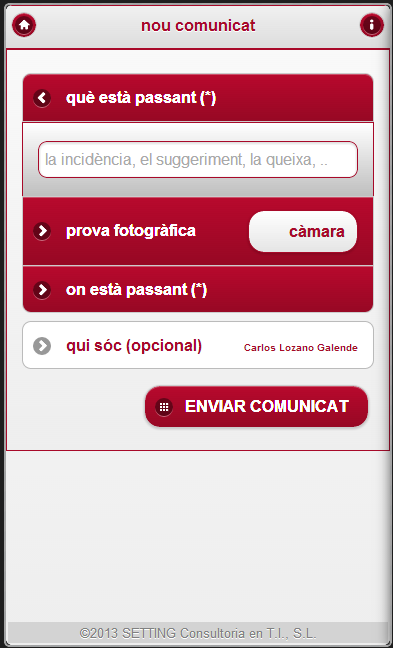 nou comunicat
què està passant (*)
la incidència, el suggeriment, la queixa, ..
prova fotogràfica
càmara
on està passant (*)
qui sóc (opcional)
Carlos Lozano Galende
ENVIAR COMUNICAT
©2013 SETTING Consultoria en T.I., S.L.